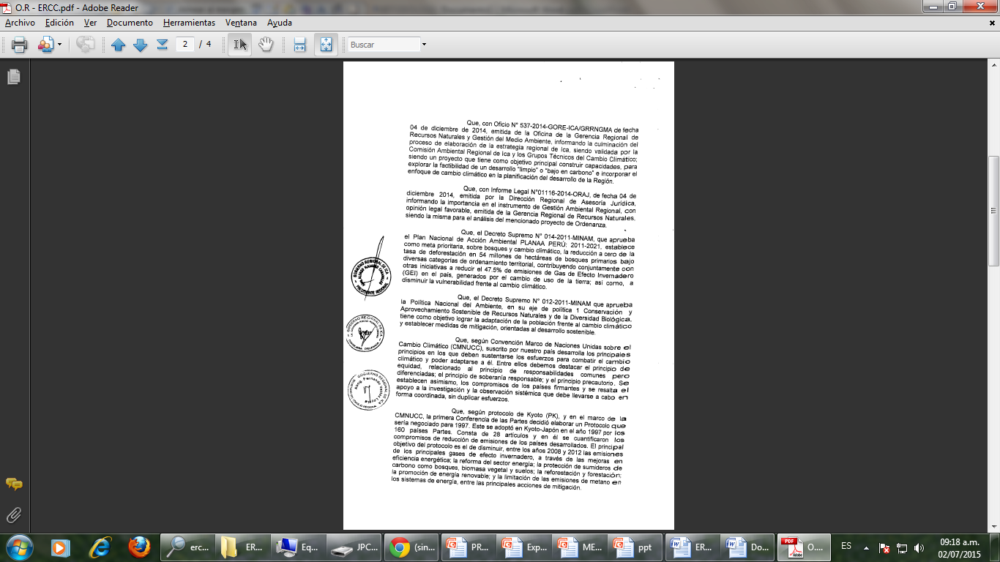 O.R - ERCC.pdf - Adobe Reader
Archivo Edición Ver Documento Herramientas Ventana Ayuda
2 / 4 Buscar
Que, con Oficio N° 537-2014-GORE-ICA/GRRNGMA de fecha
04 de diciembre de 2014, emitida de la Oficina de la Gerencia Regional de
Recursos Naturales y Gestión del Medio Ambiente, informando la culminación del
proceso de elaboración de la estrategia regional de Ica, siendo validada por la
Comisión Ambiental Regional de Ica y los Grupos Técnicos del Cambio Climático;
siendo un proyecto que tiene como objetivo principal construir capacidades, para
explorar la factibilidad de un desarrollo "limpio" o "bajo en carbono" e incorporar el
enfoque de cambio climático en la planificación del desarrollo de la Región.
Que, con Informe Legal N°01116-2014-ORAJ, de fecha 04 de
diciembre 2014, emitida por la Dirección Regional de Asesoría Jurídica,
informando la importancia en el instrumento de Gestión Ambiental Regional, con
opinión legal favorable, emitida de la Gerencia Regional de Recursos Naturales,
siendo la misma para el análisis del mencionado proyecto de Ordenanza.
Que, el Decreto Supremo N° 014-2011-MINAM, que aprueba
el Plan Nacional de Acción Ambiental PLANAA PERÚ: 2011-2021, establece
como meta prioritaria, sobre bosques y cambio climático, la reducción a cero de la
tasa de deforestación en 54 millones de hectáreas de bosques primarios bajo
diversas categorías de ordenamiento territorial, contribuyendo conjuntamente con
otras iniciativas a reducir el 47.5% de emisiones de Gas de Efecto Invernadero
(GEI) en el país, generados por el cambio de uso de la tierra; así como, a
disminuir la vulnerabilidad frente al cambio climático.
Que, el Decreto Supremo N° 012-2011-MINAM que aprueba
la Política Nacional del Ambiente, en su eje de política 1 Conservación y
Aprovechamiento Sostenible de Recursos Naturales y de la Diversidad Biológica,
tiene como objetivo lograr la adaptación de la población frente al cambio climático
y establecer medidas de mitigación, orientadas al desarrollo sostenible.
Que, según Convención Marco de Naciones Unidas sobre el
Cambio Climático (CMNUCC), suscrito por nuestro país desarrolla los principales
principios en los que deben sustentarse los esfuerzos para combatir el cambio
climático y poder adaptarse a él. Entre ellos debemos destacar el principio de
equidad, relacionado al principio de responsabilidades comunes pero
diferenciadas; el principio de soberanía responsable; y el principio precautorio. Se
establecen asimismo, los compromisos de los países firmantes y se resalta el
apoyo a la investigación y la observación sistémica que debe llevarse a cabo en
forma coordinada, sin duplicar esfuerzos.
Que, según protocolo de Kyoto (PK), y en el marco de la
CMNUCC, la primera Conferencia de las Partes decidió elaborar un Protocolo que
sería negociado para 1997. Este se adoptó en Kyoto-Japón en el año 1997 por los
160 países Partes. Consta de 28 artículos y en él se cuantificaron los
compromisos de reducción de emisiones de los países desarrollados. El principal
objetivo del protocolo es el de disminuir, entre los años 2008 y 2012 las emisiones
de los principales gases de efecto invernadero, a través de las mejoras en
eficiencia energética; la reforma del sector energía; la protección de sumideros de
carbono como bosques, biomasa vegetal y suelos; la reforestación y forestación;
la promoción de energía renovable; y la limitación de las emisiones de metano en
los sistemas de energía, entre las principales acciones de mitigación.
GOBIERNO REGIONAL DE ICA
PRESIDENTE REGIONAL
GOBIERNO REGIONAL DE ICA
GOBIERNO REGIONAL DE ICA
erc... ER... Eq... JPC... (sin... PR... Exp... ME... ppt ER... Do... O....
ES
09:18 a.m.
02/07/2015